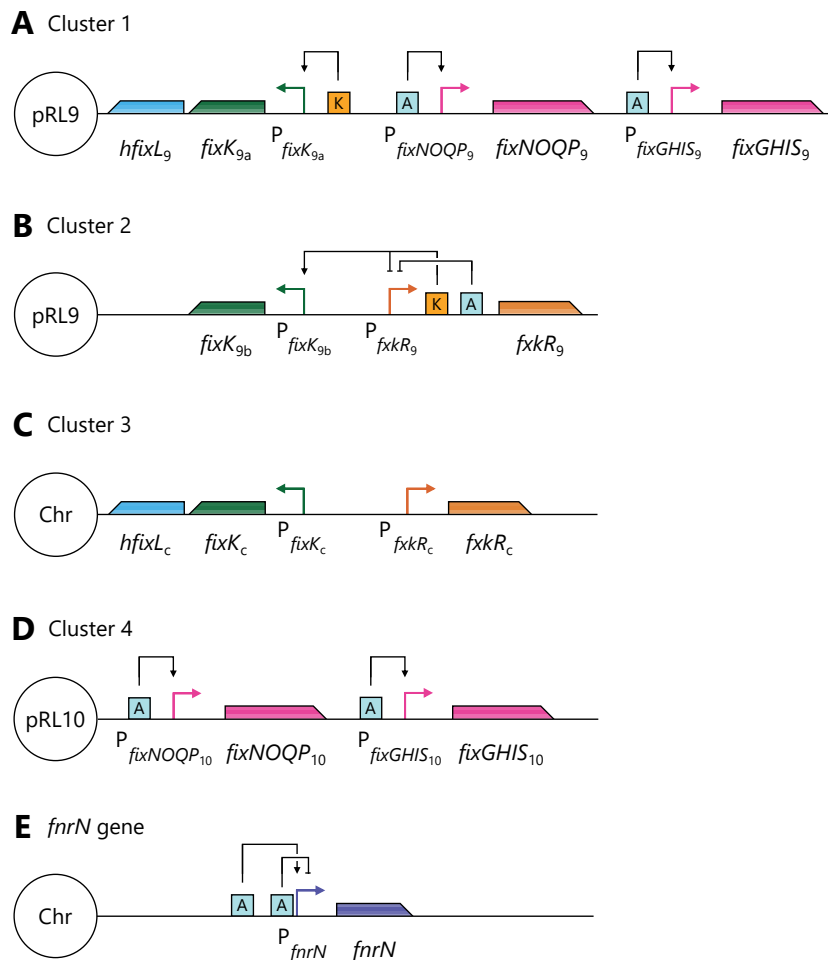 A Cluster 1
K A A
pRL9
hfixL9 fixK9a PfixK9a PfixNOQP9 fixNOQP9 PfixGHIS9 fixGHIS9
B Cluster 2
K A
pRL9
fixK9b PfixK9b PfxkR9 fxkR9
C Cluster 3
Chr
hfixLc fixKc PfixKc PfxkRc fxkRc
D Cluster 4
A A
pRL10
PfixNOQP10 fixNOQP10 PfixGHIS10 fixGHIS10
E fnrN gene
A A
Chr
PfnrN fnrN